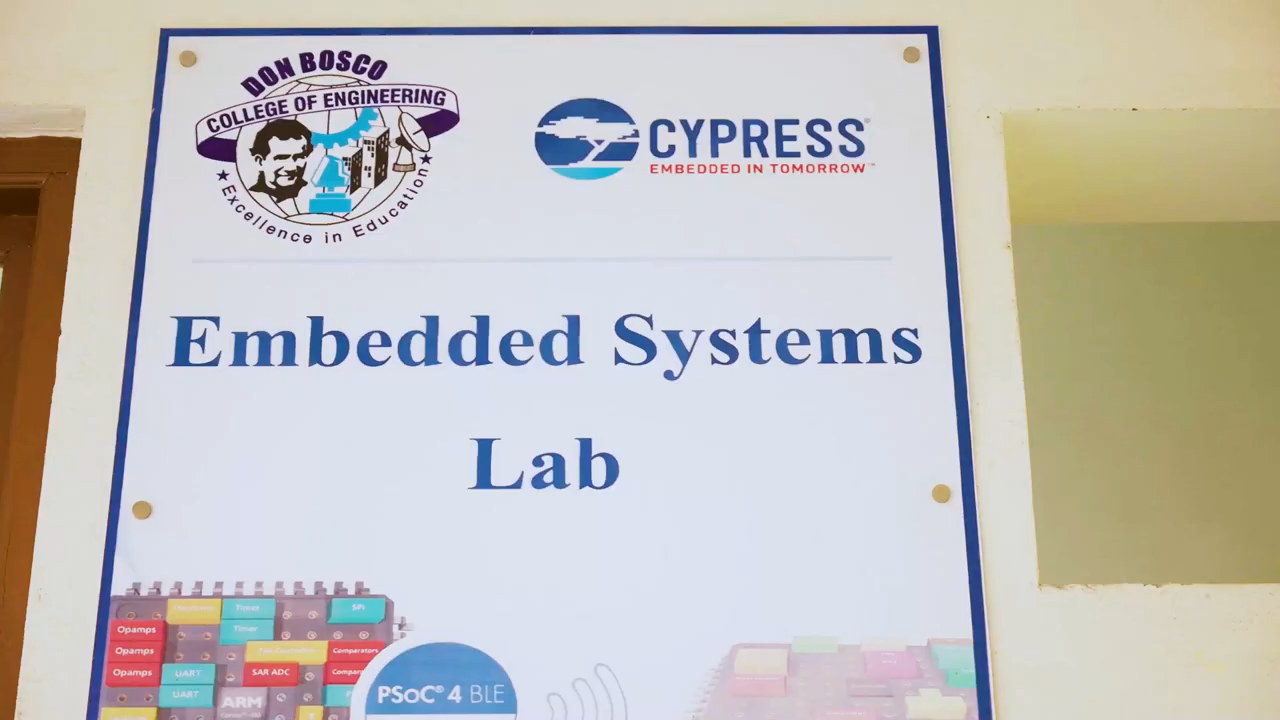 DON BOSCO
COLLEGE OF ENGINEERING
Excellence in Education
CYPRESS®
EMBEDDED IN TOMORROW™
Embedded Systems
Lab
Timer
SPI
Opamps
Timer
Opamps
Comparators
Opamps
UART
SAR ADC
UART
ARM
PSoC® 4 BLE